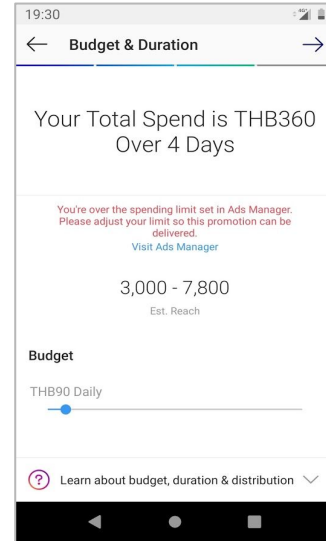 19:30
Budget & Duration
Your Total Spend is THB360
Over 4 Days
You're over the spending limit set in Ads Manager.
Please adjust your limit so this promotion can be
delivered.
Visit Ads Manager
3,000 - 7,800
Est. Reach
Budget
THB90 Daily
Learn about budget, duration & distribution